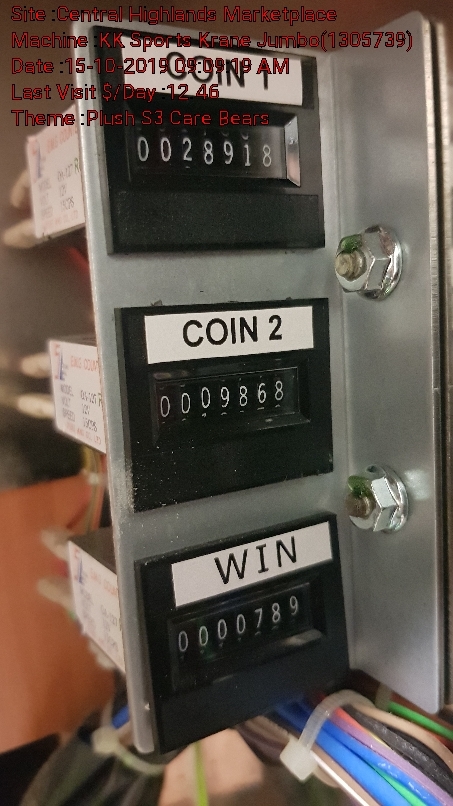 Site :Central Highlands Marketplace
Machine :KK Sports Krane Jumbo(1305739)
Date :15-10-2019 09:09:19 AM
Last Visit $/Day :12.46
Theme :Plush S3 Care Bears
COIN 1
0028918
COIN 2
0009868
WIN
0000789